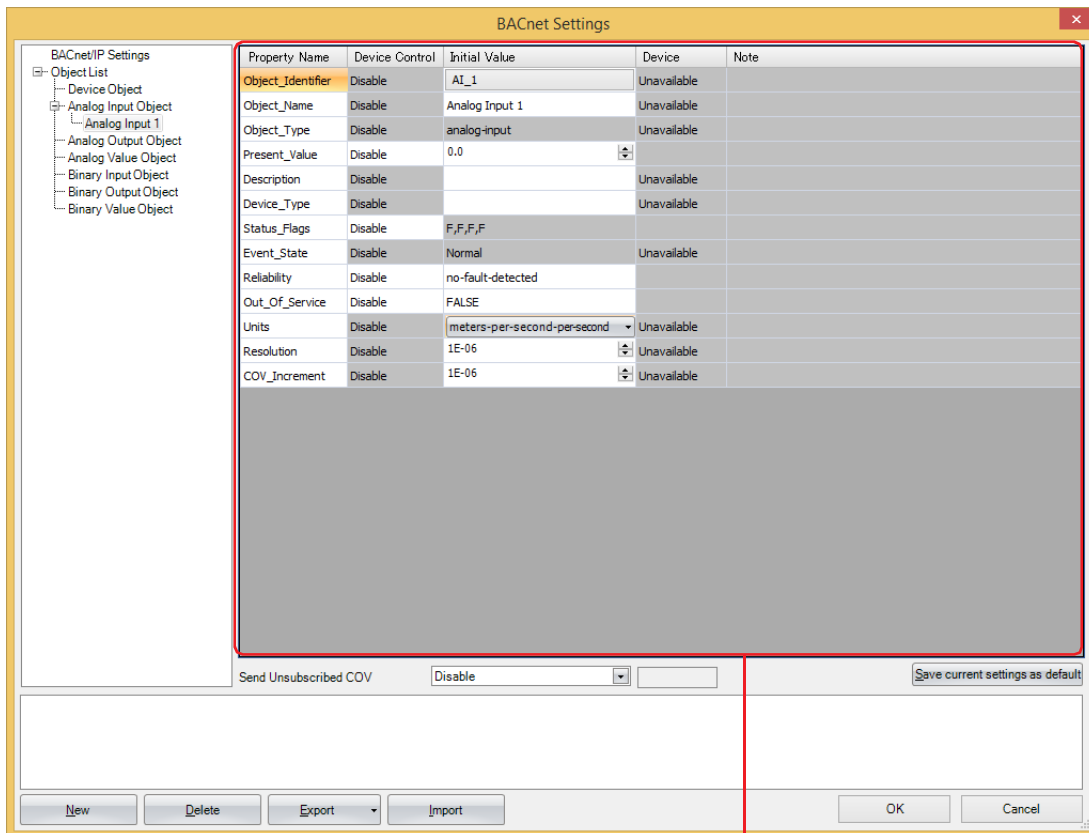 BACnet Settings
BACnet/IP Settings
Object List
Device Object
Analog Input Object
Analog Input 1
Analog Output Object
Analog Value Object
Binary Input Object
Binary Output Object
Binary Value Object
Property Name Device Control Initial Value Device Note
Object_Identifier Disable AI_1 Unavailable
Object_Name Disable Analog Input 1 Unavailable
Object_Type Disable analog-input Unavailable
Present_Value Disable 0.0
Description Disable Unavailable
Device_Type Disable Unavailable
Status_Flags Disable F,F,F,F
Event_State Disable Normal Unavailable
Reliability Disable no-fault-detected
Out_Of_Service Disable FALSE
Units Disable meters-per-second-per-second Unavailable
Resolution Disable 1E-06 Unavailable
COV_Increment Disable 1E-06 Unavailable
Send Unsubscribed COV Disable Save current settings as default
New Delete Export Import OK Cancel